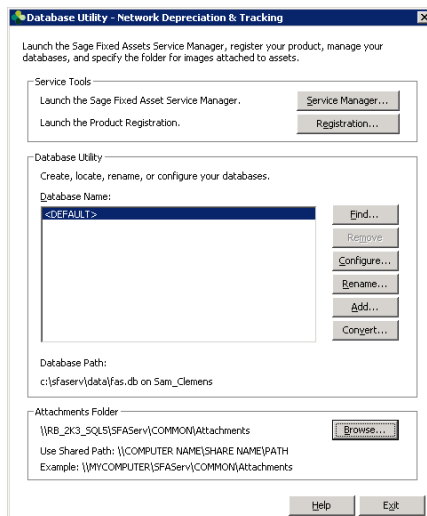 Database Utility - Network Depreciation & Tracking
Launch the Sage Fixed Assets Service Manager, register your product, manage your
databases, and specify the folder for images attached to assets.
Service Tools
Launch the Sage Fixed Asset Service Manager. Service Manager...
Launch the Product Registration. Registration...
Database Utility
Create, locate, rename, or configure your databases.
Database Name:
<DEFAULT>
Find...
Remove
Configure...
Rename...
Add...
Convert...
Database Path:
c:\sfaserv\data\fas.db on Sam_Clemens
Attachments Folder
\\RB_2K3_SQL5\SFAServ\COMMON\Attachments Browse...
Use Shared Path: \\COMPUTER NAME\SHARE NAME\PATH
Example: \\MYCOMPUTER\SFAServ\COMMON\Attachments
Help Exit